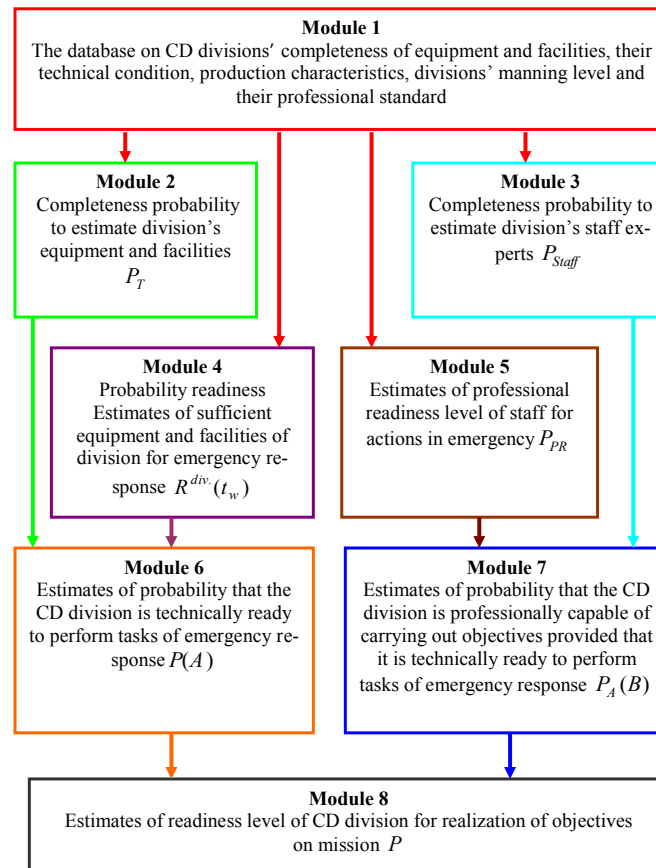 Module 1
The database on CD divisions’ completeness of equipment and facilities, their
technical condition, production characteristics, divisions’ manning level and
their professional standard
Module 2
Completeness probability
to estimate division’s
equipment and facilities
P_T
Module 3
Completeness probability to
estimate division’s staff ex-
perts P_Staff
Module 4
Probability readiness
Estimates of sufficient
equipment and facilities of
division for emergency re-
sponse R^div.(t_w)
Module 5
Estimates of professional
readiness level of staff for
actions in emergency P_PR
Module 6
Estimates of probability that the
CD division is technically ready
to perform tasks of emergency re-
sponse P(A)
Module 7
Estimates of probability that the CD
division is professionally capable of
carrying out objectives provided that
it is technically ready to perform
tasks of emergency response P_A(B)
Module 8
Estimates of readiness level of CD division for realization of objectives
on mission P